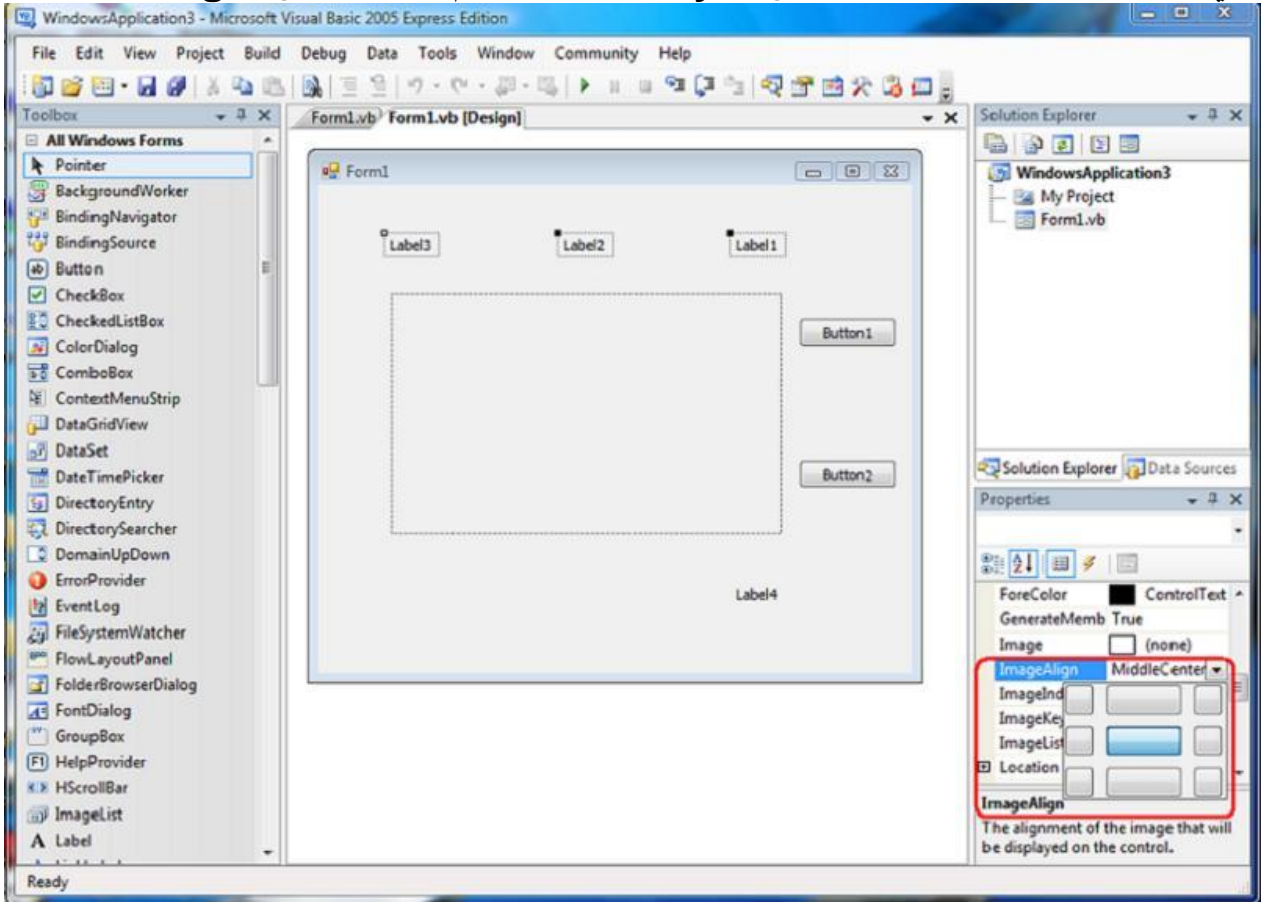 WindowsApplication3 - Microsoft Visual Basic 2005 Express Edition
File Edit View Project Build Debug Data Tools Window Community Help
Toolbox
All Windows Forms
Pointer
BackgroundWorker
BindingNavigator
BindingSource
Button
CheckBox
CheckedListBox
ColorDialog
ComboBox
ContextMenuStrip
DataGridView
DataSet
DateTimePicker
DirectoryEntry
DirectorySearcher
DomainUpDown
ErrorProvider
EventLog
FileSystemWatcher
FlowLayoutPanel
FolderBrowserDialog
FontDialog
GroupBox
HelpProvider
HScrollBar
ImageList
A Label
Form1.vb Form1.vb [Design]
Form1
Label3 Label2 Label1
Button1
Button2
Label4
Solution Explorer
WindowsApplication3
My Project
Form1.vb
Solution Explorer Data Sources
Properties
ForeColor ControlText
GenerateMemb True
Image (none)
ImageAlign MiddleCenter
ImageInd
ImageKey
ImageList
Location
ImageAlign
The alignment of the image that will
be displayed on the control.
Ready